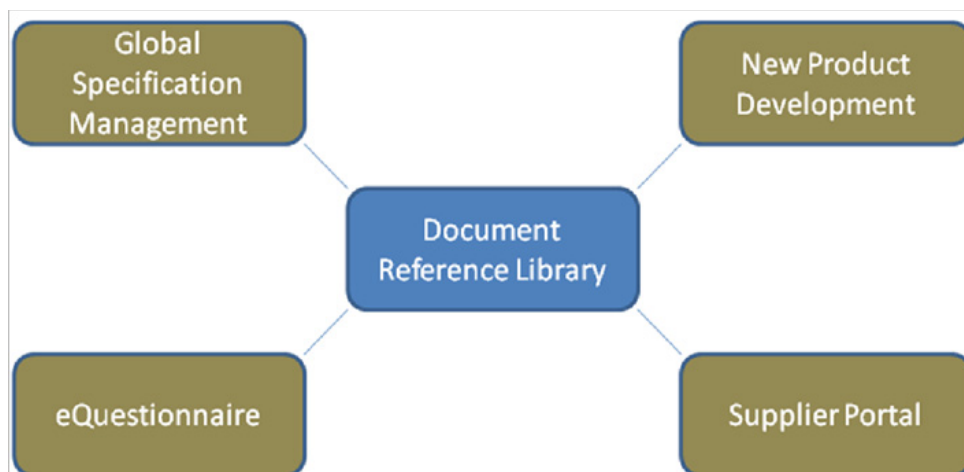 Global
Specification
Management
New Product
Development
Document
Reference Library
eQuestionnaire
Supplier Portal